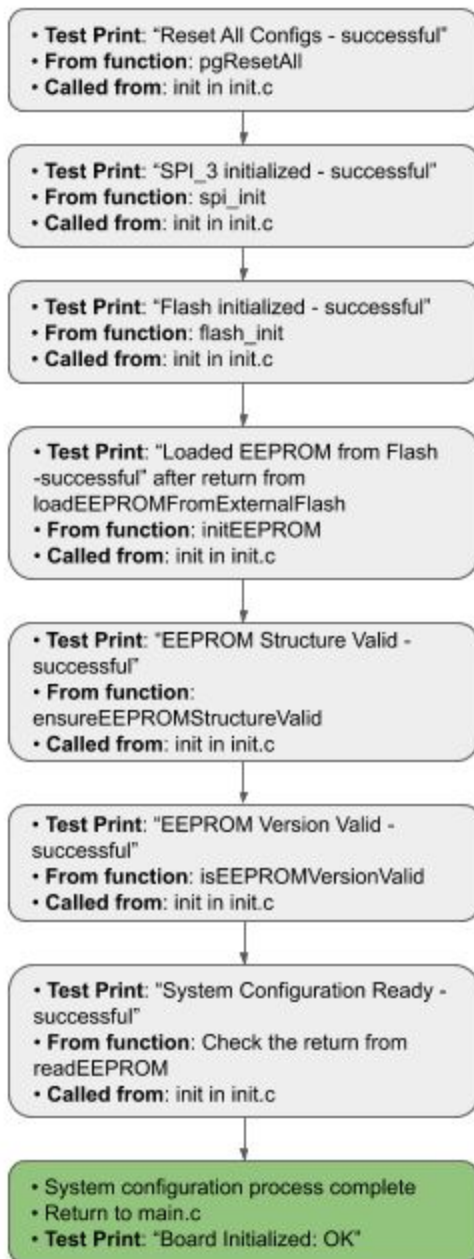 • Test Print: “Reset All Configs - successful”
• From function: pgResetAll
• Called from: init in init.c
• Test Print: “SPI_3 initialized - successful”
• From function: spi_init
• Called from: init in init.c
• Test Print: “Flash initialized - successful”
• From function: flash_init
• Called from: init in init.c
• Test Print: “Loaded EEPROM from Flash
-successful” after return from
loadEEPROMFromExternalFlash
• From function: initEEPROM
• Called from: init in init.c
• Test Print: “EEPROM Structure Valid -
successful”
• From function:
ensureEEPROMStructureValid
• Called from: init in init.c
• Test Print: “EEPROM Version Valid -
successful”
• From function: isEEPROMVersionValid
• Called from: init in init.c
• Test Print: “System Configuration Ready -
successful”
• From function: Check the return from
readEEPROM
• Called from: init in init.c
• System configuration process complete
• Return to main.c
• Test Print: “Board Initialized: OK”